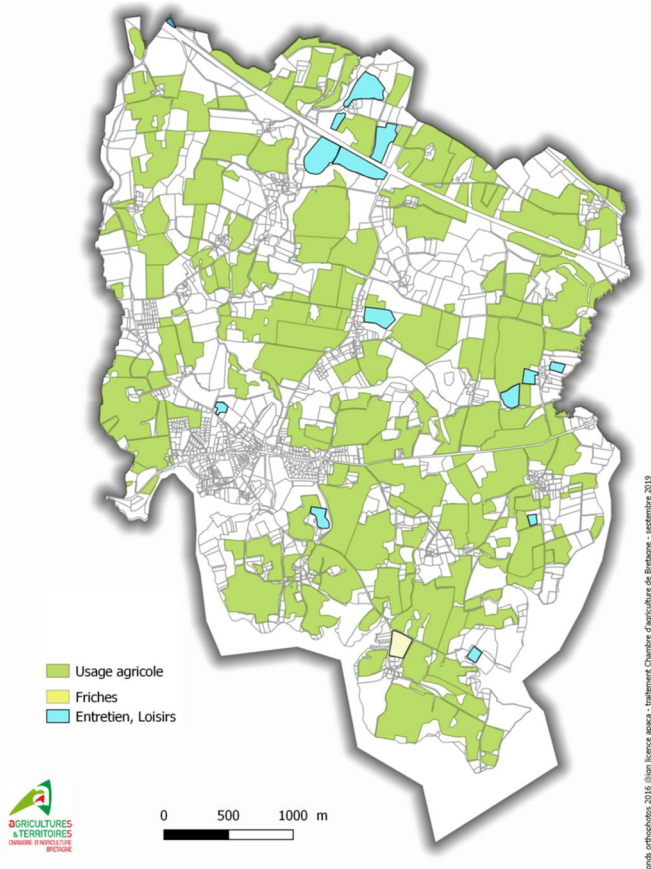 Usage agricole
Friches
Entretien, Loisirs
aGRICULTURES
& TERRITOIRES
CHAMBRE D'AGRICULTURE
BRETAGNE
0 500 1000 m
onds orthophotos 2016 @ign licence apaca - traitement Chambre d'agriculture de Bretagne - septembre 2019